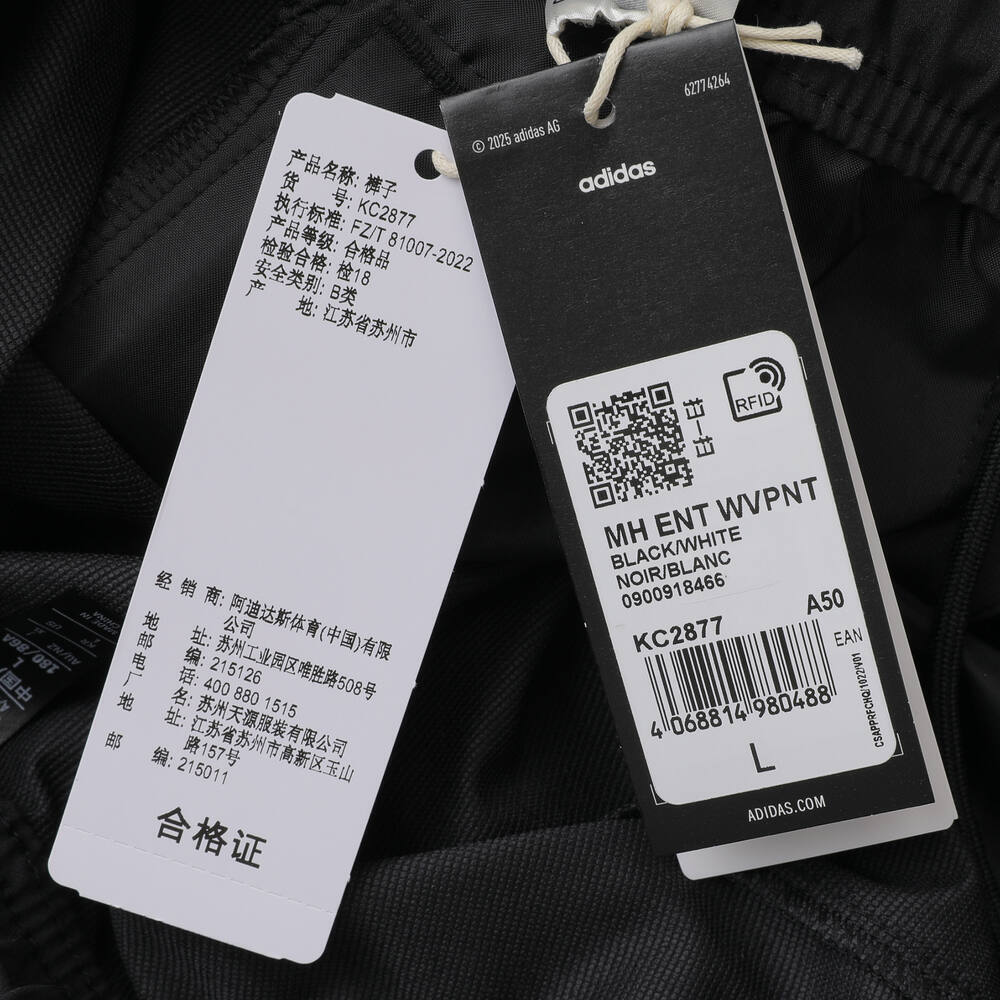 产品名称: 裤子
货 号: KC2877
执行标准: FZ/T 81007-2022
产品等级: 合格品
检验合格: 检18
安全类别: B类
产 地: 江苏省苏州市
经 销 商: 阿迪达斯体育(中国)有限
公司
地 址: 苏州工业园区唯胜路508号
邮 编: 215126
电 话: 400 880 1515
厂 名: 苏州天源服装有限公司
地 址: 江苏省苏州市高新区玉山
路157号
邮 编: 215011
合格证
© 2025 adidas AG
62774264
adidas
RFID
MH ENT WVPNT
BLACK/WHITE
NOIR/BLANC
0900918466
KC2877
A50
EAN
4 068814 980488
CSAPPRFCHQ/1022/V01
L
ADIDAS.COM
180/86A
L